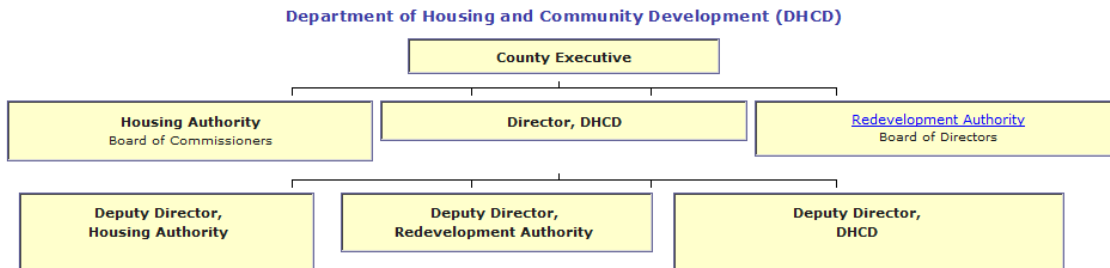 Department of Housing and Community Development (DHCD)
County Executive
Housing Authority
Board of Commissioners
Director, DHCD
Redevelopment Authority
Board of Directors
Deputy Director,
Housing Authority
Deputy Director,
Redevelopment Authority
Deputy Director,
DHCD